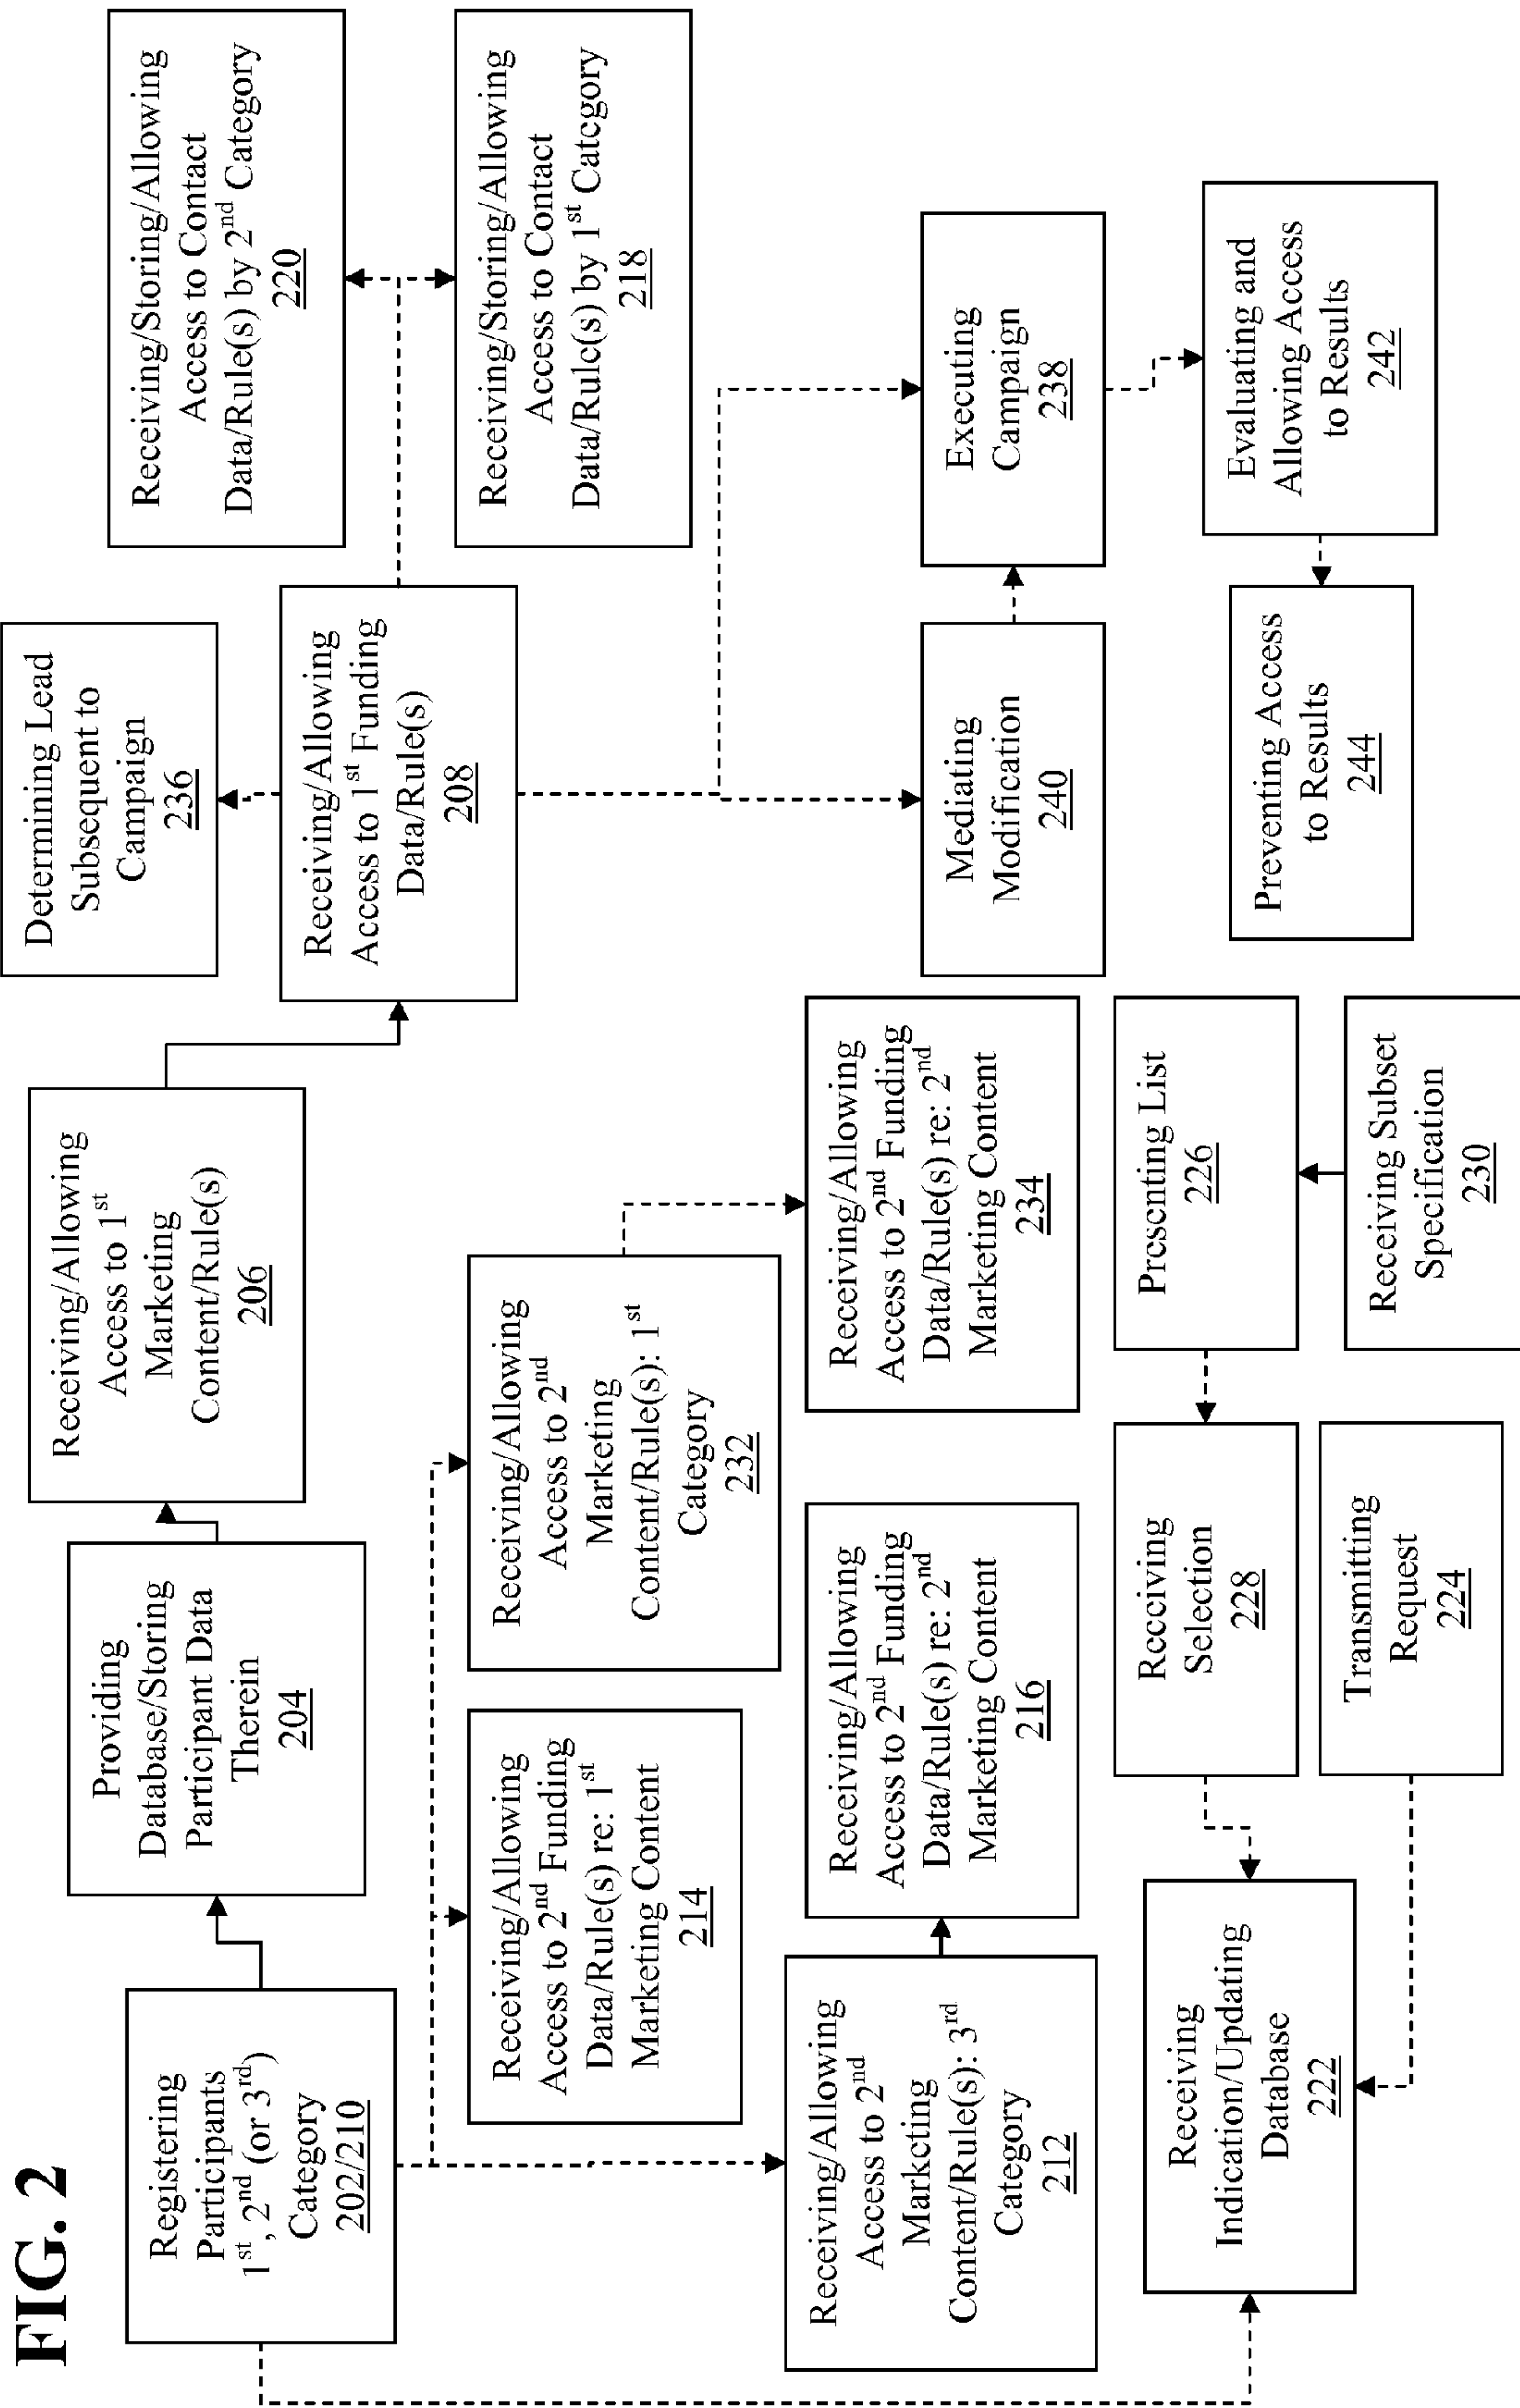 FIG. 2
Registering
Participants
1st, 2nd (or 3rd)
Category
202/210
Providing
Database/Storing
Participant Data
Therein
204
Receiving/Allowing
Access to 1st
Marketing
Content/Rule(s)
206
Determining Lead
Subsequent to
Campaign
236
Receiving/Allowing
Access to 1st Funding
Data/Rule(s)
208
Receiving/Storing/Allowing
Access to Contact
Data/Rule(s) by 2nd Category
220
Receiving/Storing/Allowing
Access to Contact
Data/Rule(s) by 1st Category
218
Receiving/Allowing
Access to 2nd Funding
Data/Rule(s) re: 1st
Marketing Content
214
Receiving/Allowing
Access to 2nd
Marketing
Content/Rule(s): 1st
Category
232
Receiving/Allowing
Access to 2nd
Marketing
Content/Rule(s): 3rd
Category
212
Receiving/Allowing
Access to 2nd Funding
Data/Rule(s) re: 2nd
Marketing Content
216
Receiving/Allowing
Access to 2nd Funding
Data/Rule(s) re: 2nd
Marketing Content
234
Mediating
Modification
240
Executing
Campaign
238
Receiving
Indication/Updating
Database
222
Receiving
Selection
228
Presenting List
226
Transmitting
Request
224
Receiving Subset
Specification
230
Preventing Access
to Results
244
Evaluating and
Allowing Access
to Results
242